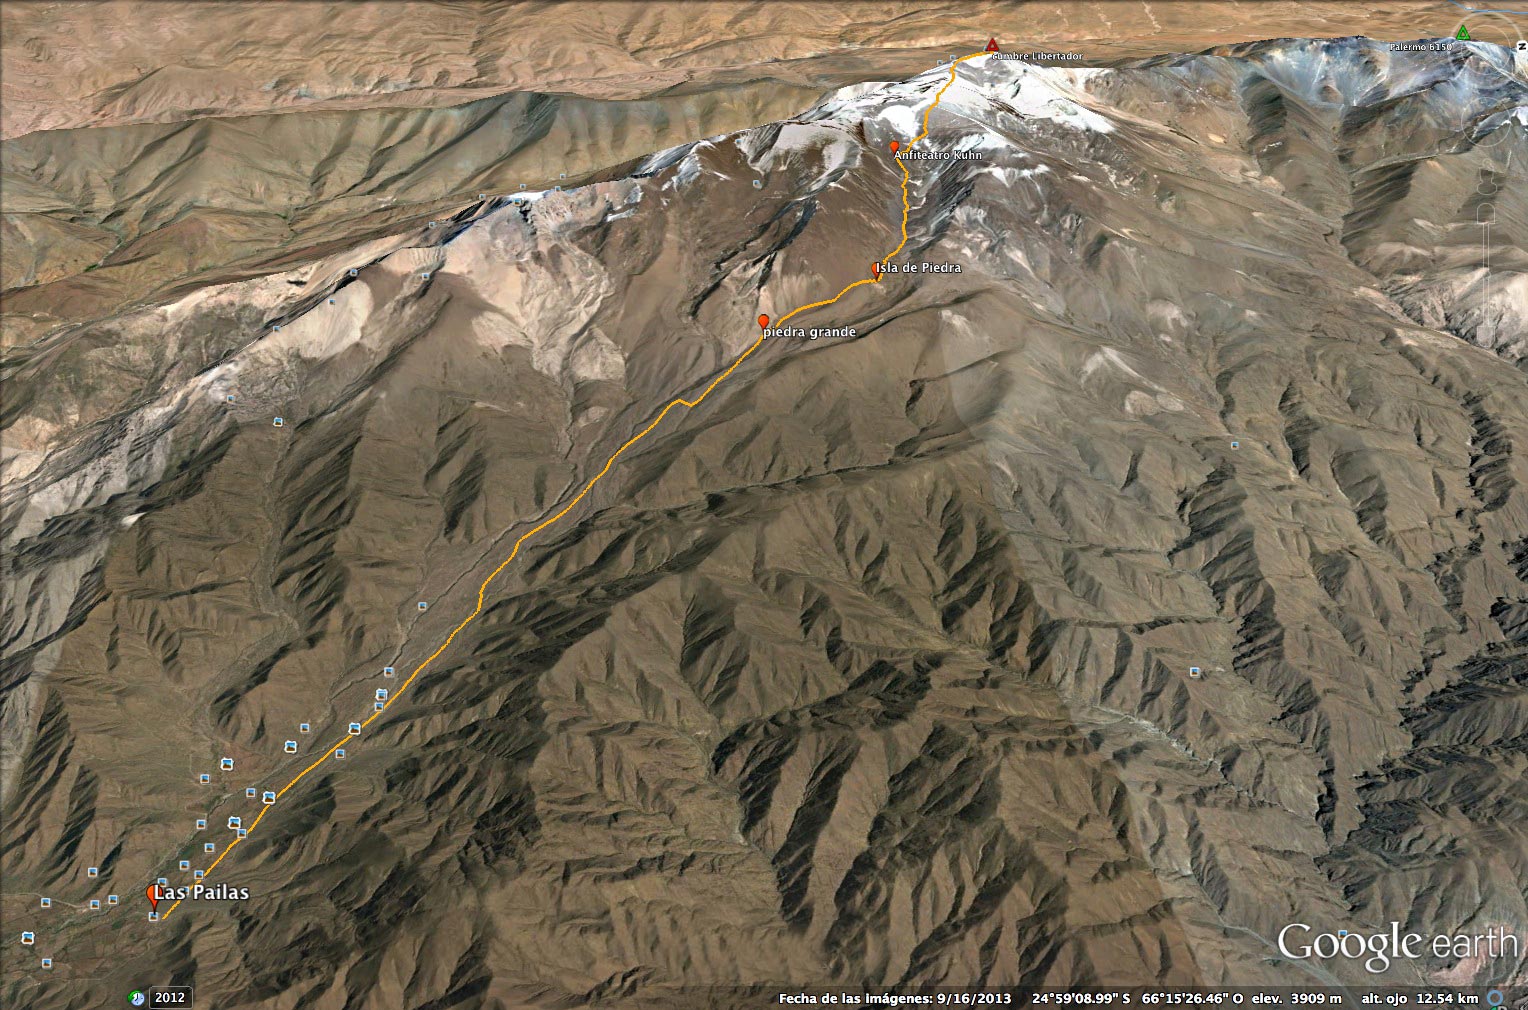 Palermo 6150
N
Cumbre Libertador
Anfiteatro Kuhn
Isla de Piedra
piedra grande
Las Pailas
Google earth
2012
Fecha de las imágenes: 9/16/2013 24°59'08.99" S 66°15'26.46" O elev. 3909 m alt. ojo 12.54 km